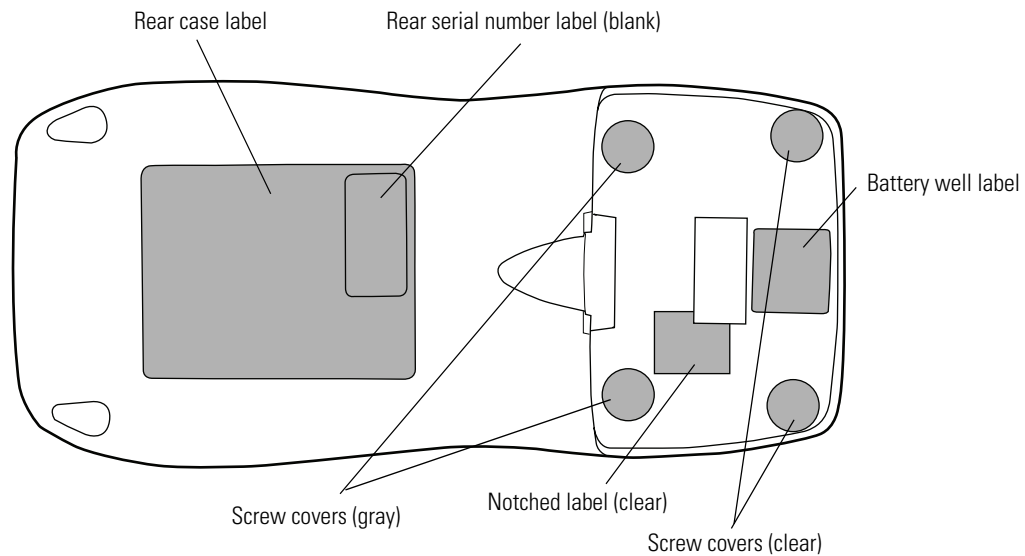 Rear case label
Rear serial number label (blank)
Battery well label
Screw covers (gray)
Notched label (clear)
Screw covers (clear)